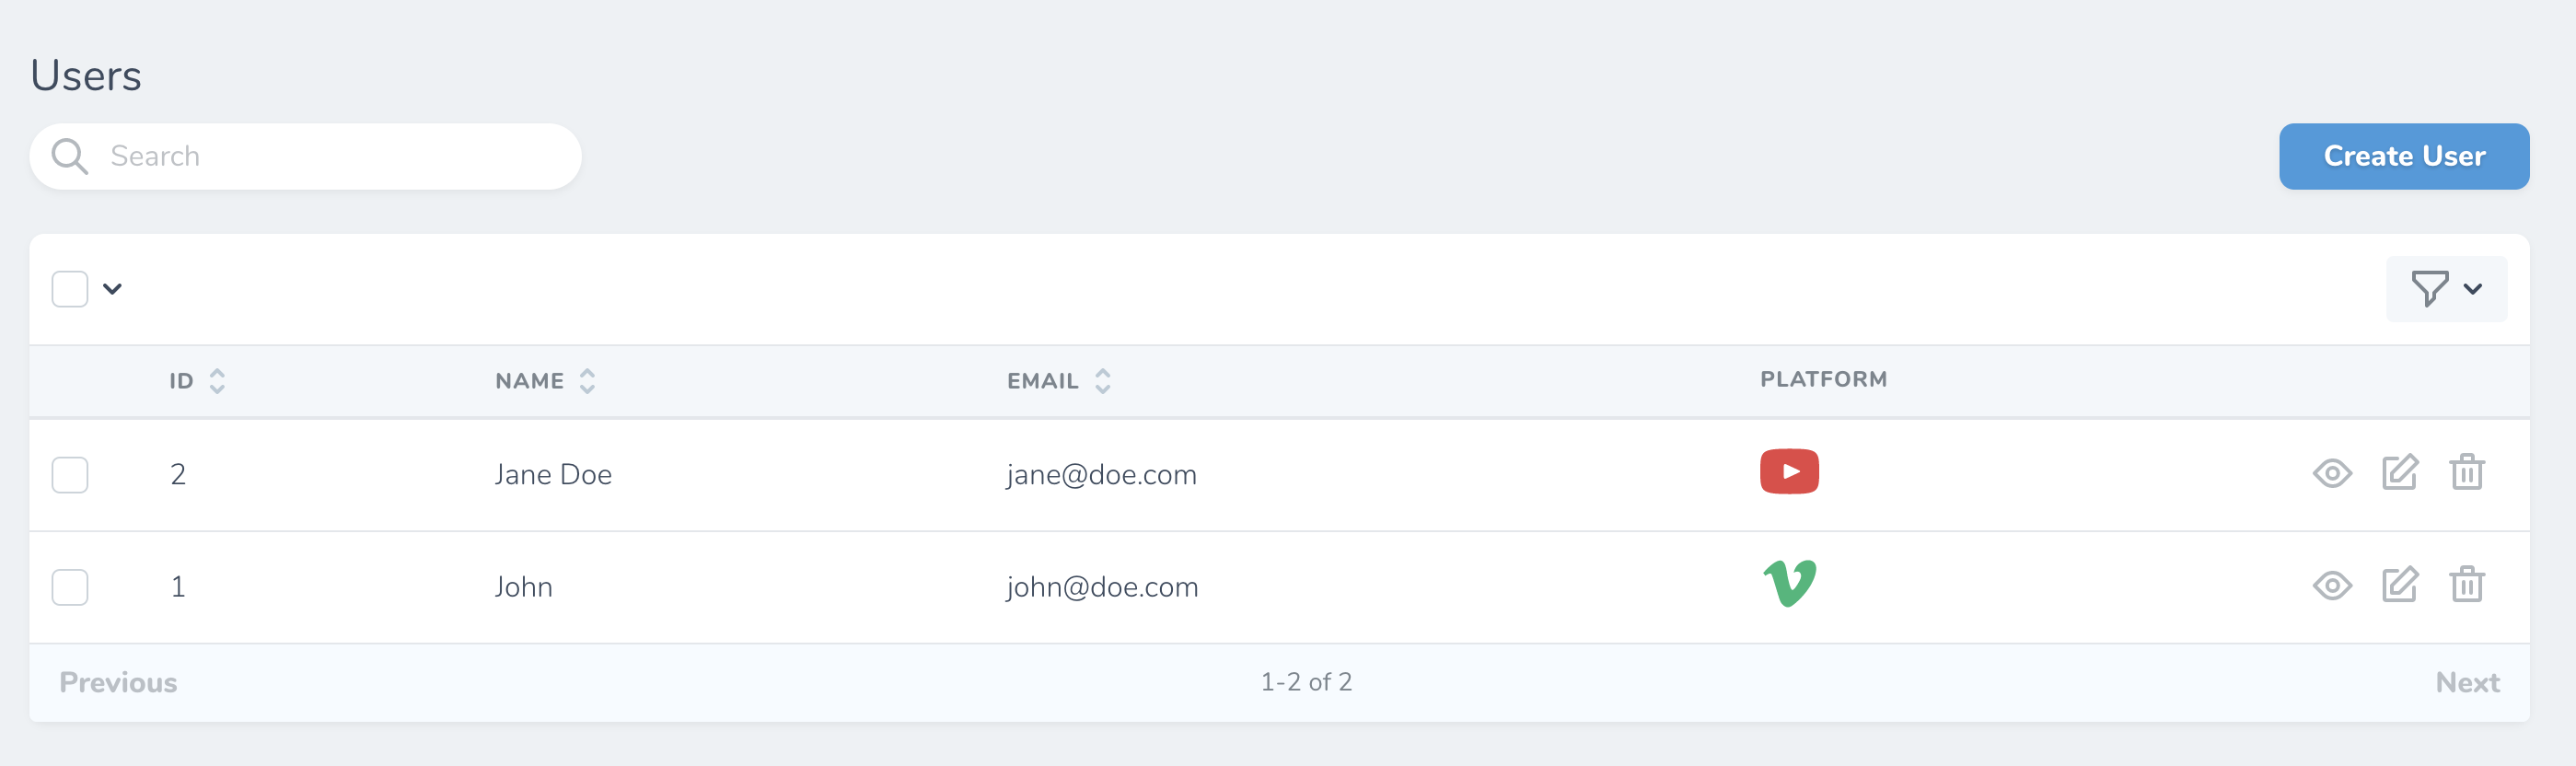 Users
Search
Create User
ID NAME EMAIL PLATFORM
2 Jane Doe jane@doe.com
1 John john@doe.com
Previous 1-2 of 2 Next